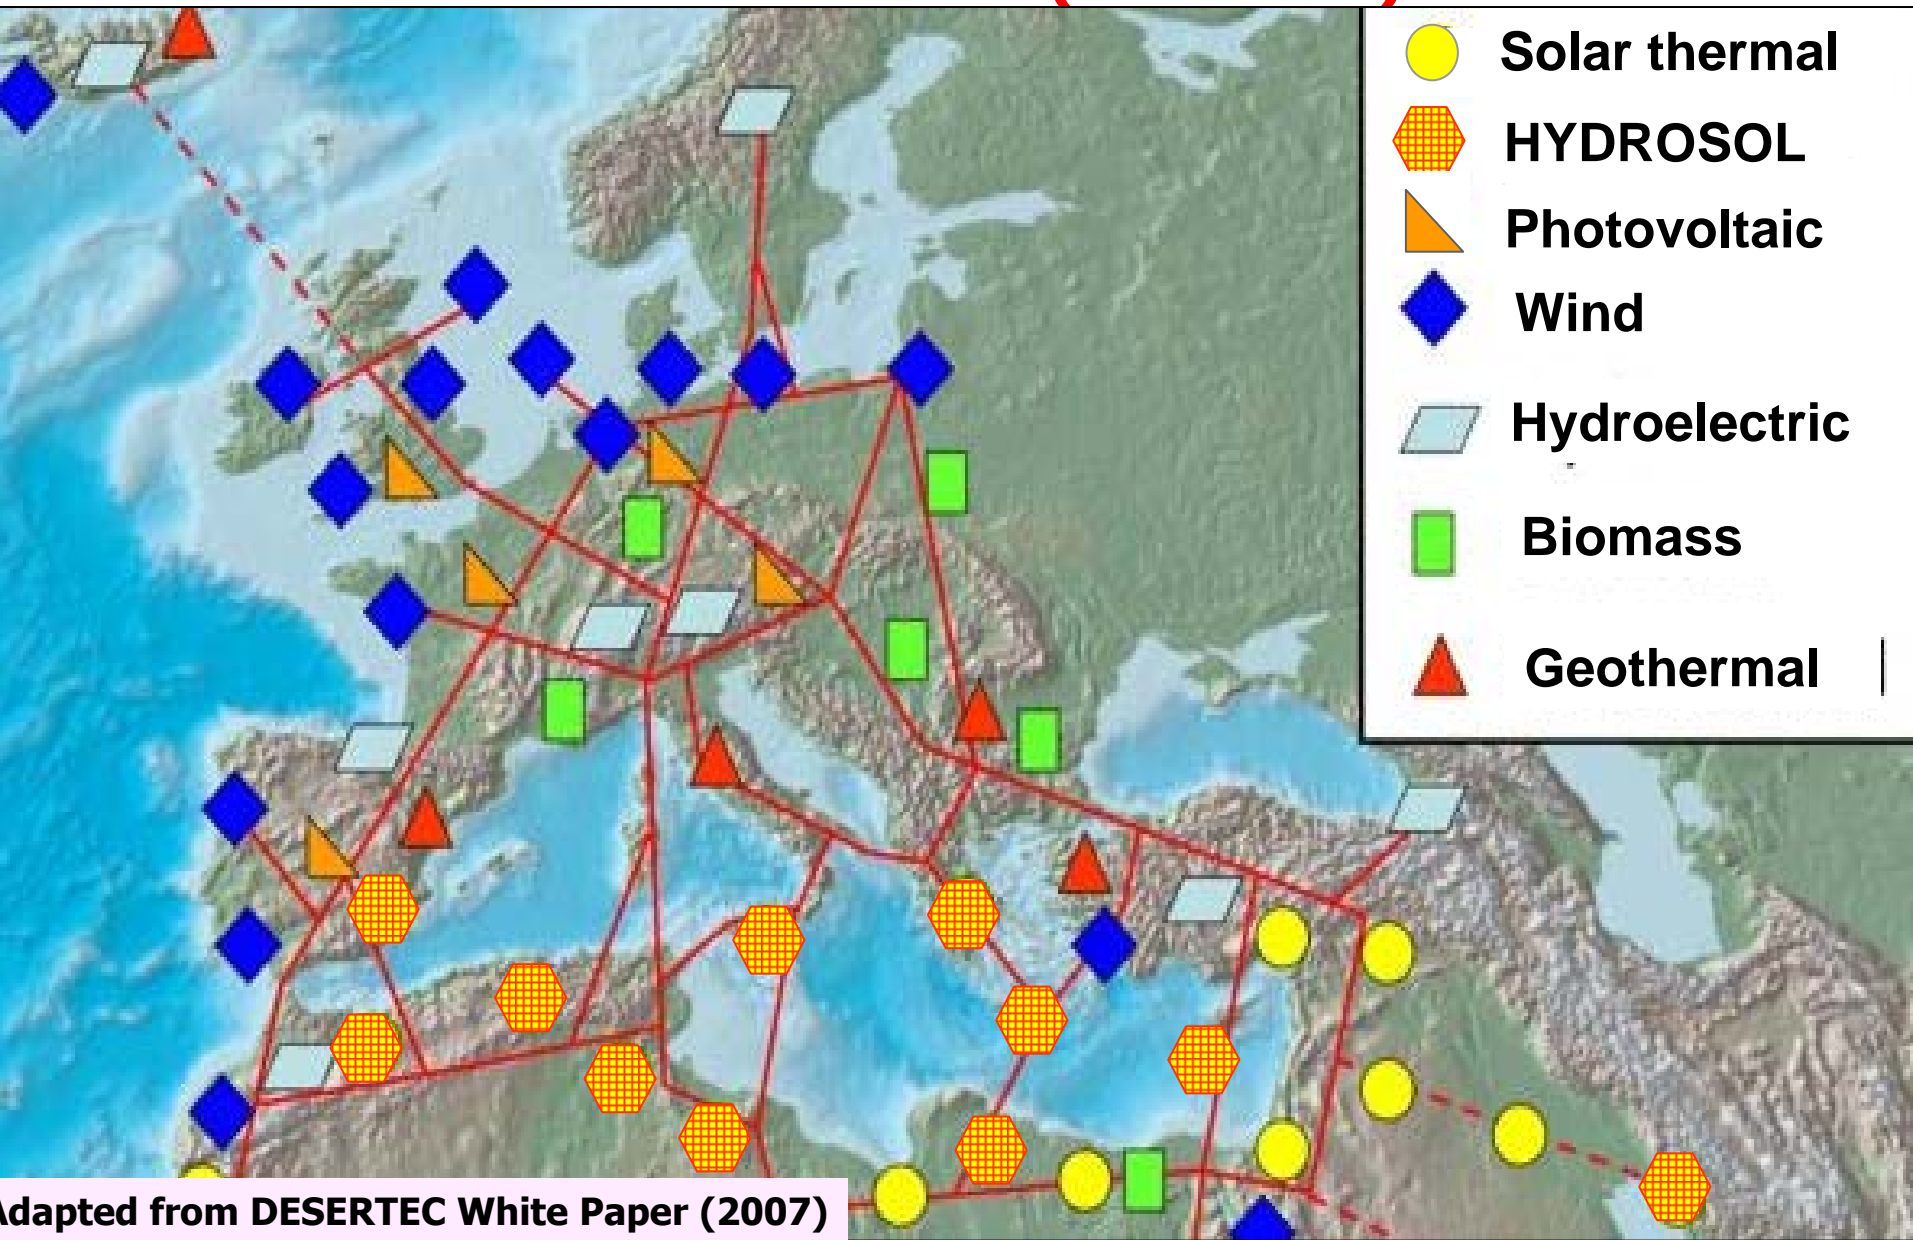 Solar thermal
HYDROSOL
Photovoltaic
Wind
Hydroelectric
Biomass
Geothermal
Adapted from DESERTEC White Paper (2007)